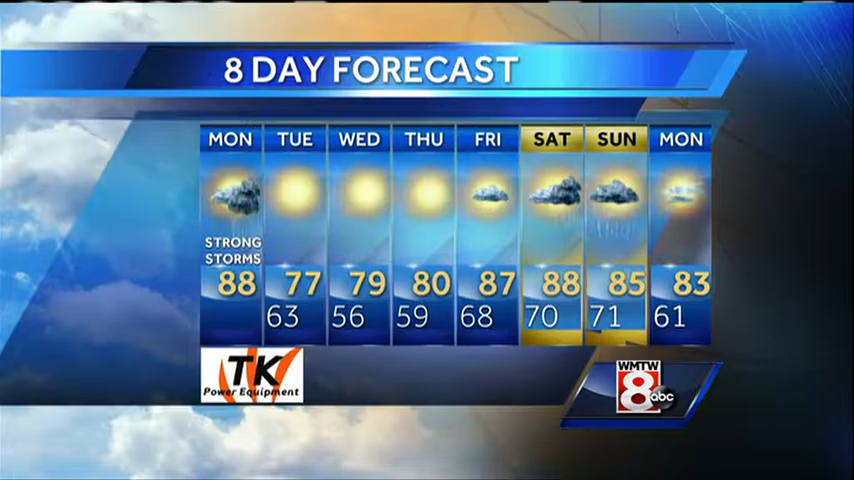 8 DAY FORECAST
MON TUE WED THU FRI SAT SUN MON
STRONG
STORMS
88 77 79 80 87 88 85 83
63 56 59 68 70 71 61
TK
Power Equipment
WMTW
8
abc